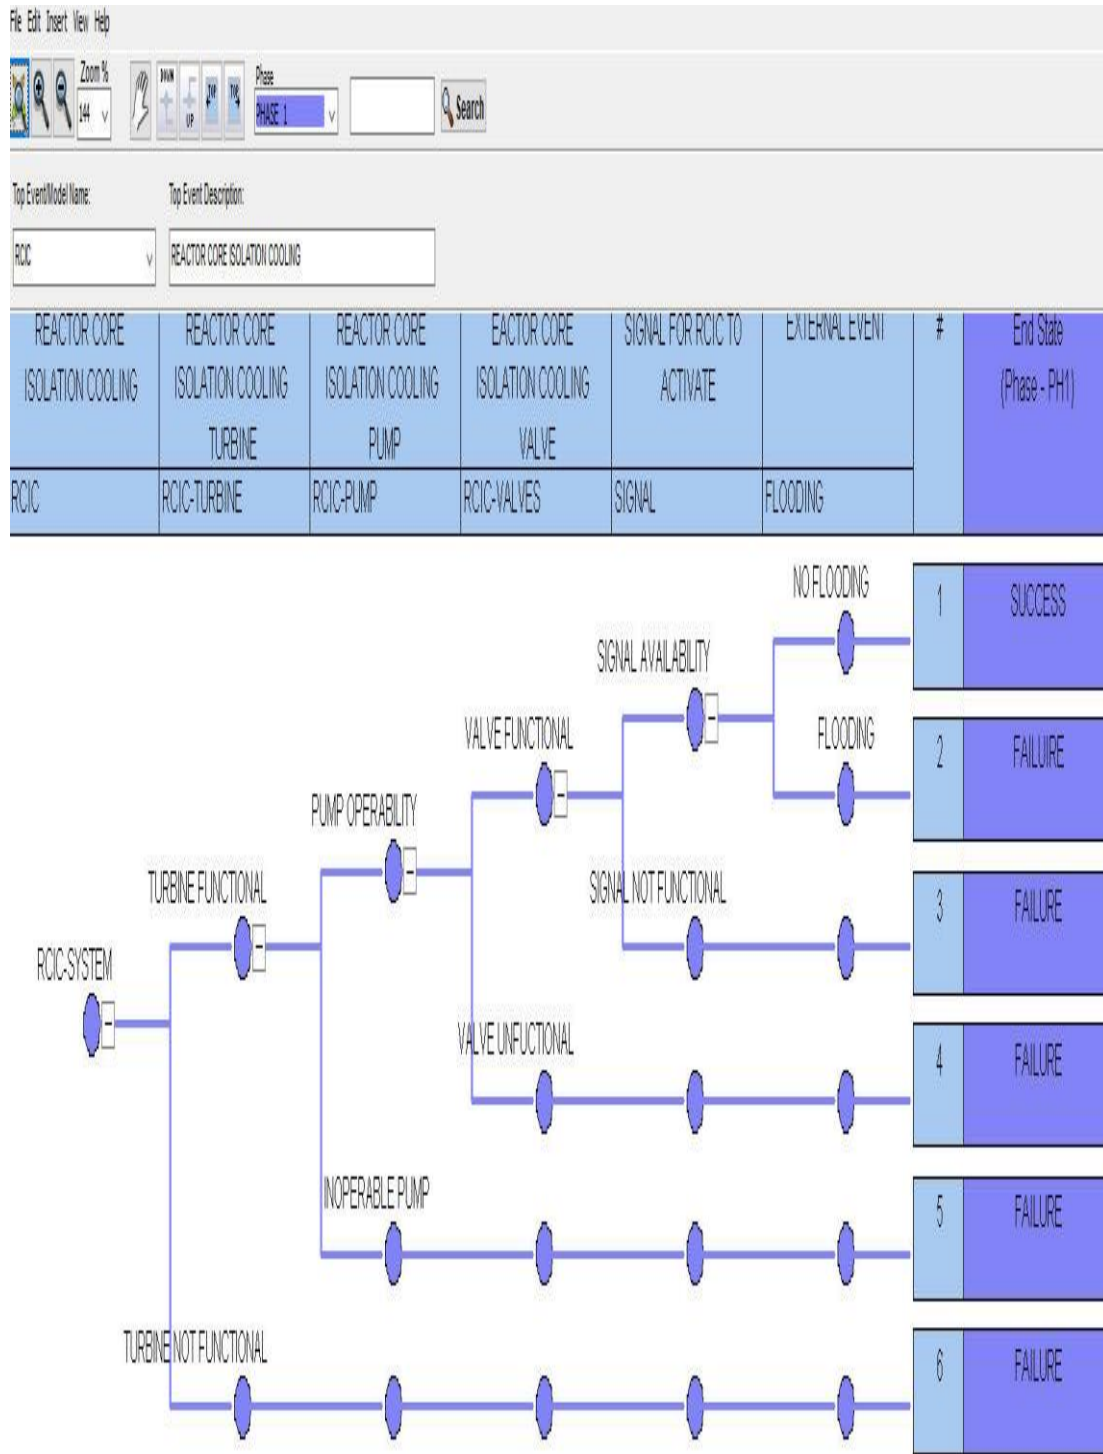 File Edit Insert View Help
Zoom %
144
DOWN
UP
TOP
TOP
Phase
PHASE 1
Search
Top Event/Model Name:
Top Event Description:
RCIC
REACTOR CORE ISOLATION COOLING
REACTOR CORE
ISOLATION COOLING
REACTOR CORE
ISOLATION COOLING
TURBINE
REACTOR CORE
ISOLATION COOLING
PUMP
EACTOR CORE
ISOLATION COOLING
VALVE
SIGNAL FOR RCIC TO
ACTIVATE
EXTERNAL EVENT
#
End State
(Phase - PH1)
RCIC
RCIC-TURBINE
RCIC-PUMP
RCIC-VALVES
SIGNAL
FLOODING
NO FLOODING
1
SUCCESS
SIGNAL AVAILABILITY
VALVE FUNCTIONAL
FLOODING
2
FAILUIRE
PUMP OPERABILITY
TURBINE FUNCTIONAL
SIGNAL NOT FUNCTIONAL
3
FAILURE
RCIC-SYSTEM
VALVE UNFUCTIONAL
4
FAILURE
INOPERABLE PUMP
5
FAILURE
TURBINE NOT FUNCTIONAL
6
FAILURE